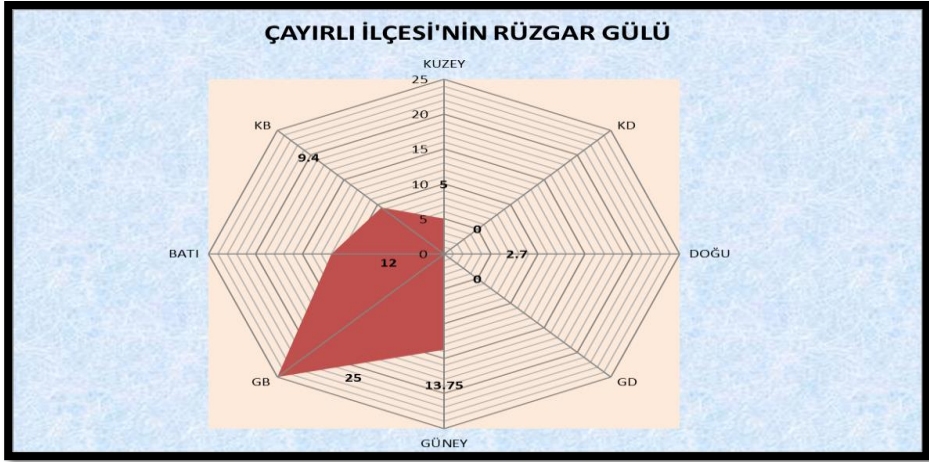 ÇAYIRLI İLÇESİ'NİN RÜZGAR GÜLÜ
KUZEY
25
KB
KD
20
9.4
15
10
5
5
0
BATI
0
2.7
DOĞU
12
0
GB
25
13.75
GD
GÜNEY